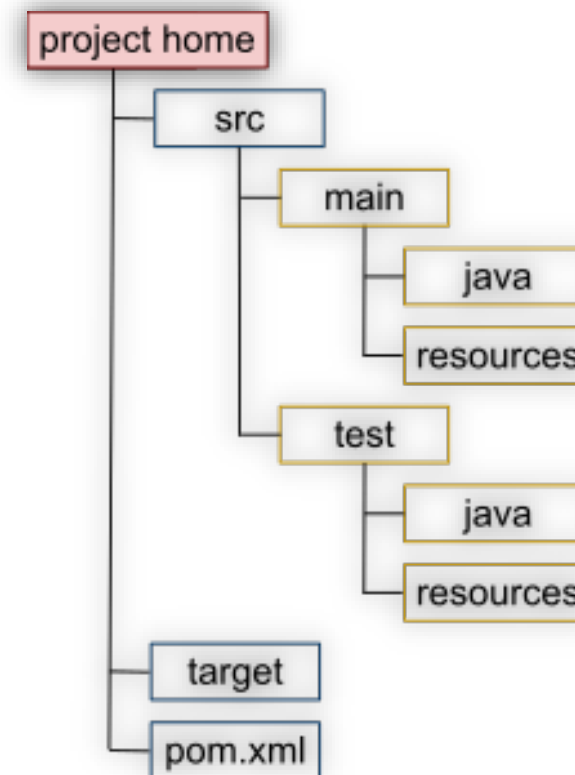 project home
src
main
java
resources
test
java
resources
target
pom.xml